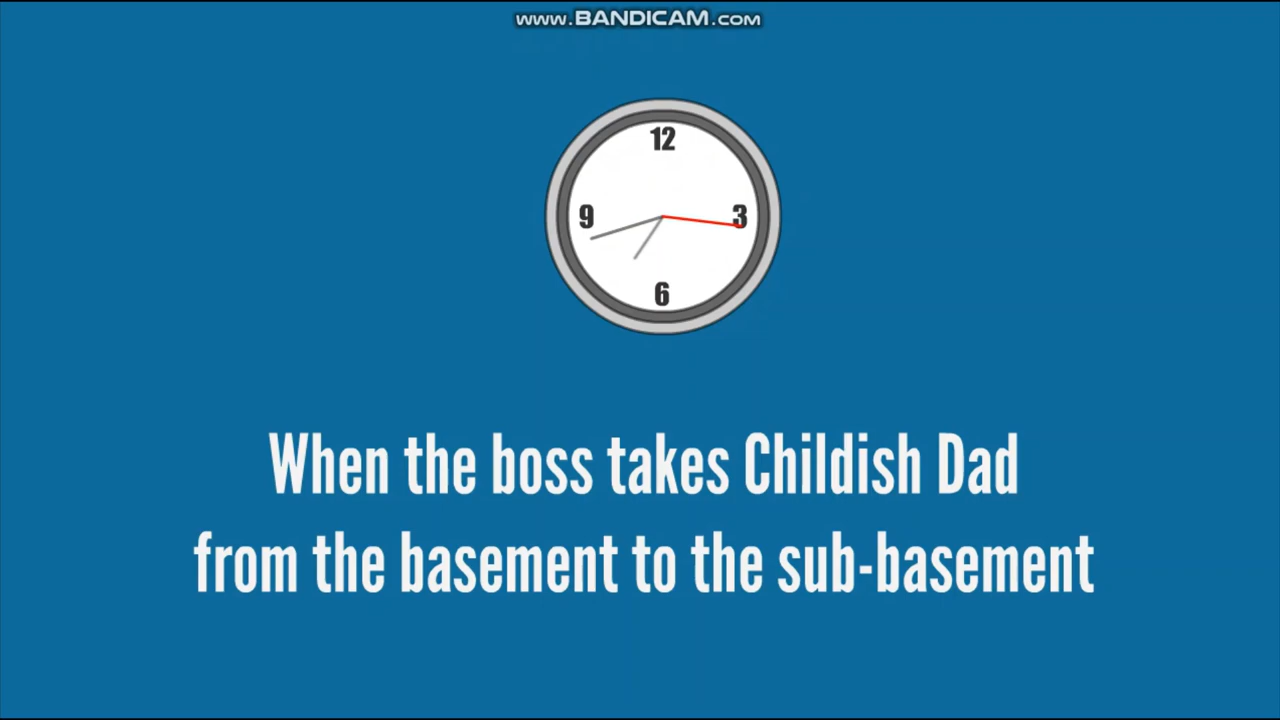 www.BANDICAM.com
12
9
3
6
When the boss takes Childish Dad
from the basement to the sub-basement